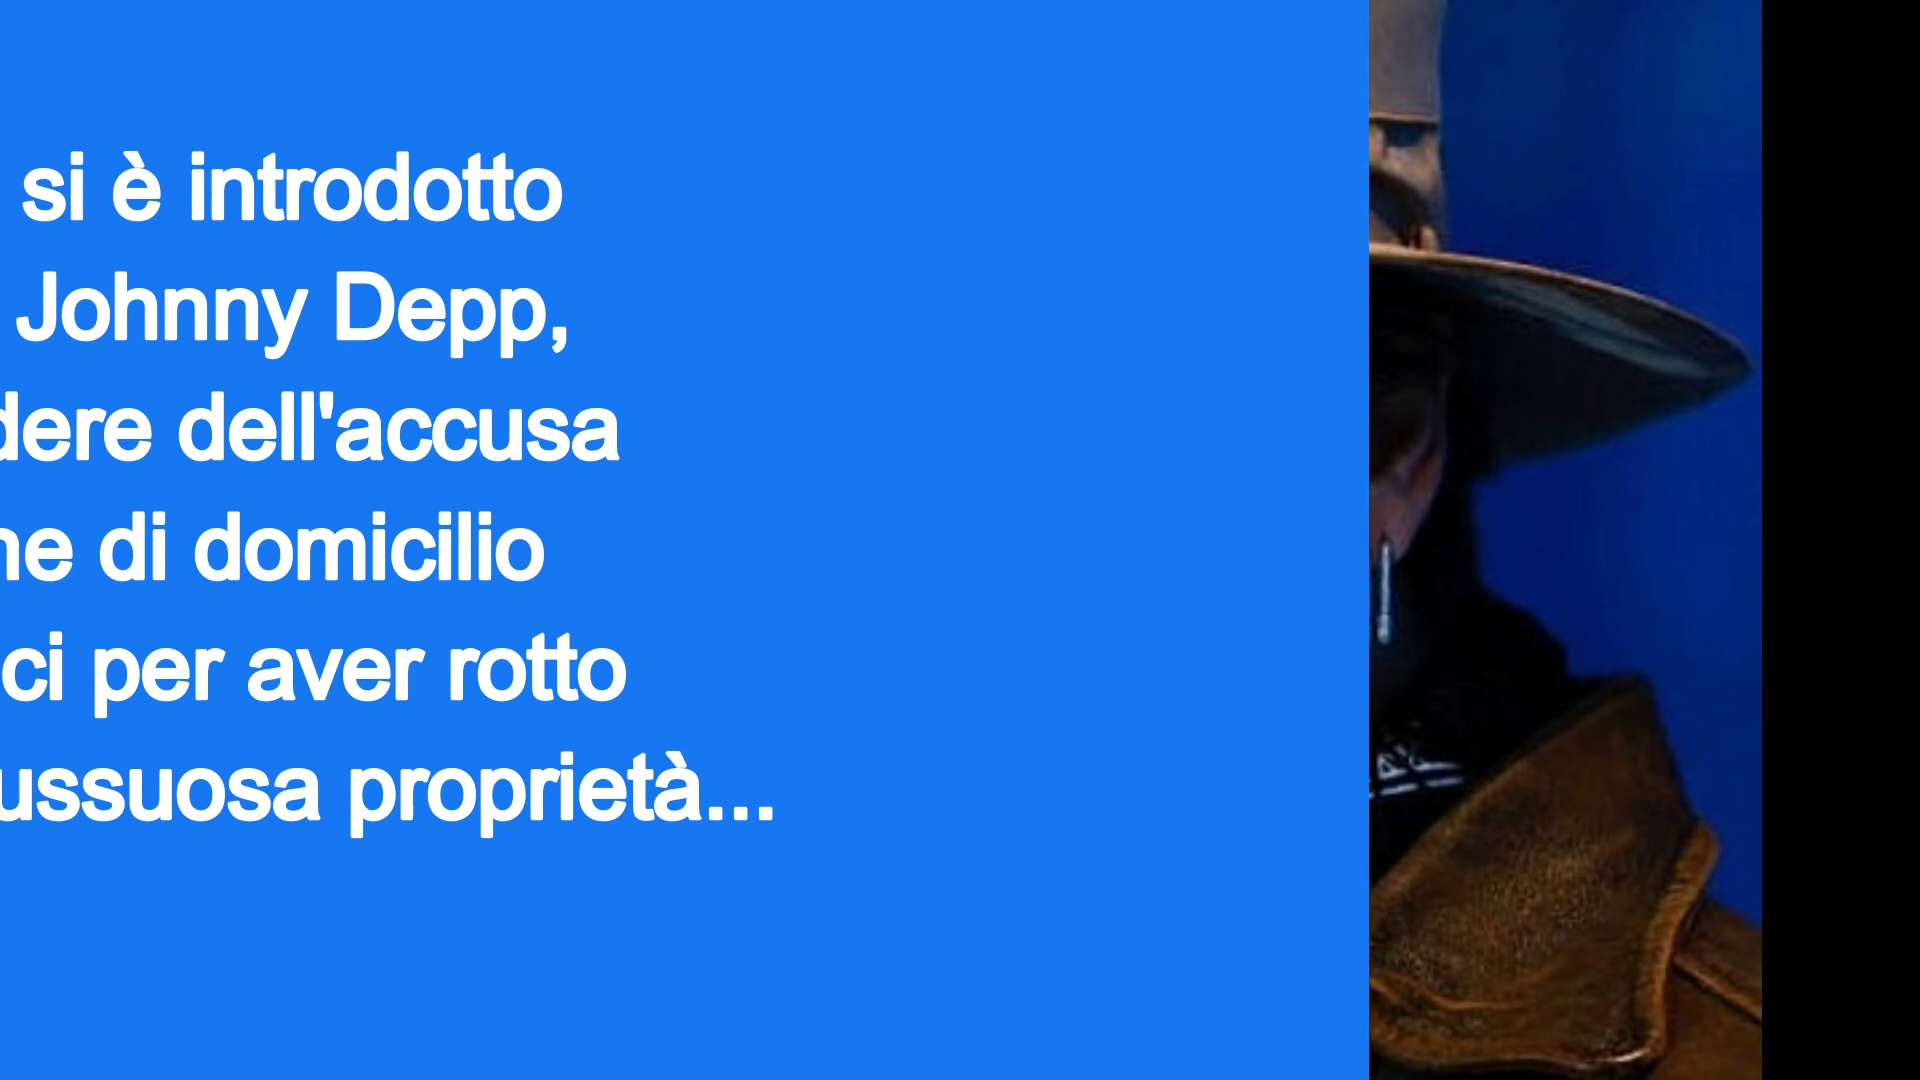 si è introdotto
Johnny Depp,
dere dell'accusa
ne di domicilio
ci per aver rotto
ussuosa proprietà...